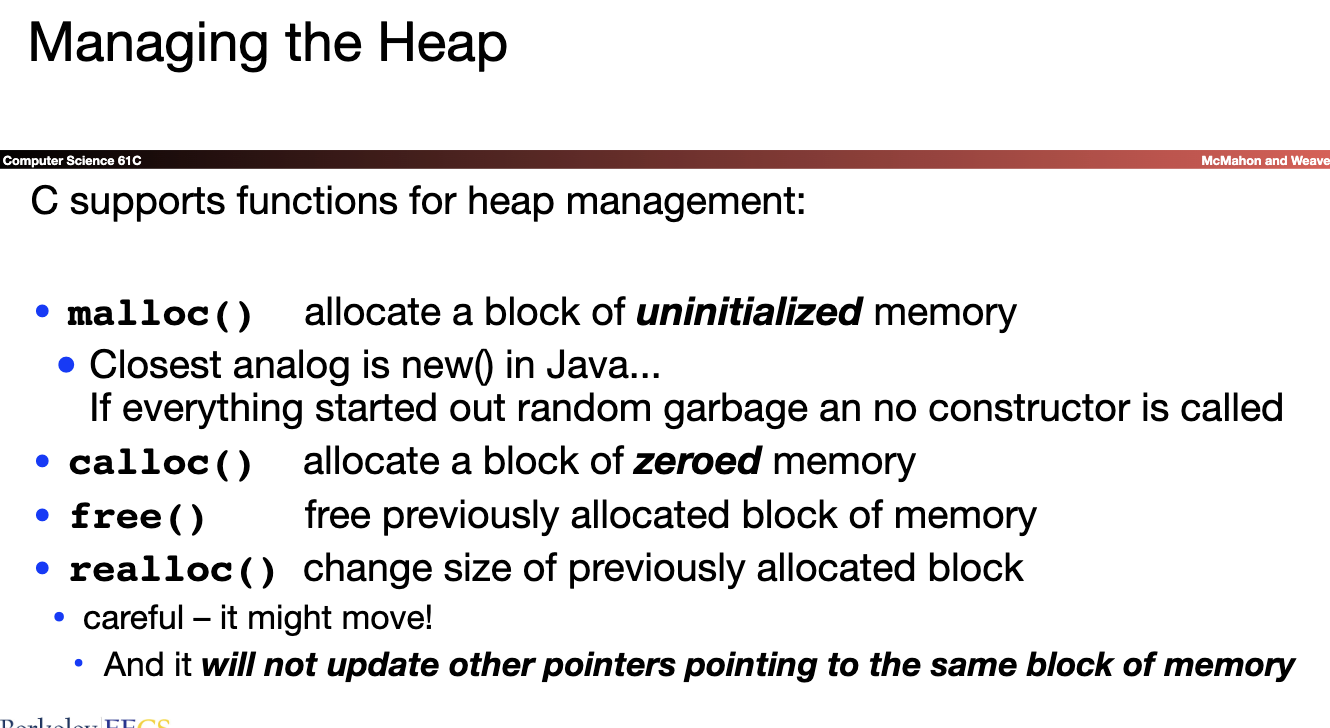 Managing the Heap
Computer Science 61C
McMahon and Weave
C supports functions for heap management:
• malloc() allocate a block of uninitialized memory
• Closest analog is new() in Java...
If everything started out random garbage an no constructor is called
• calloc() allocate a block of zeroed memory
• free() free previously allocated block of memory
• realloc() change size of previously allocated block
• careful – it might move!
• And it will not update other pointers pointing to the same block of memory
Berkeley|EECS